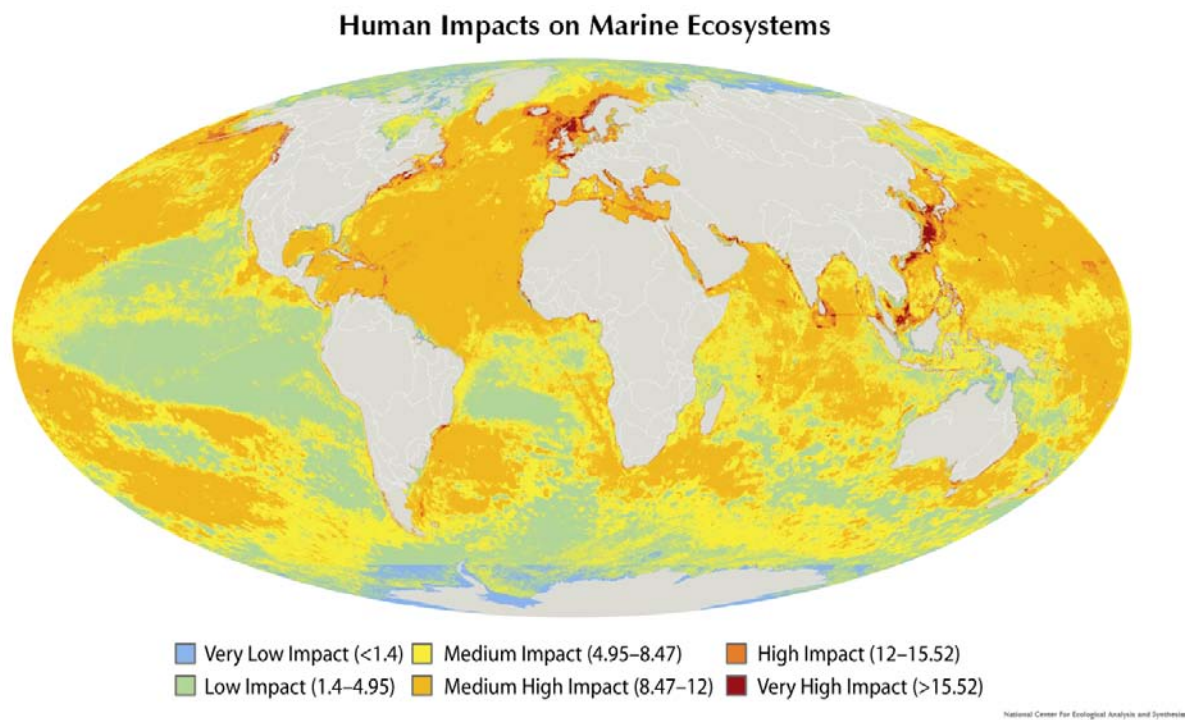 Human Impacts on Marine Ecosystems
Very Low Impact (<1.4) Medium Impact (4.95–8.47) High Impact (12–15.52)
Low Impact (1.4–4.95) Medium High Impact (8.47–12) Very High Impact (>15.52)
National Center For Ecological Analysis and Synthesis